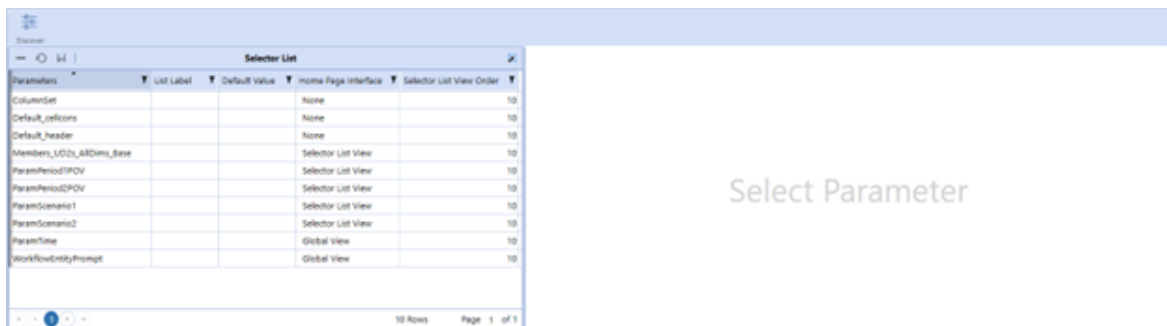 Discover
Selector List
Parameters List Label Default Value Home Page Interface Selector List View Order
ColumnSet None 10
Default_cellcons None 10
Default_header None 10
Members_UD2s_AllDims_Base Selector List View 10
ParamPeriod1POV Selector List View 10
ParamPeriod2POV Selector List View 10
ParamScenario1 Selector List View 10
ParamScenario2 Selector List View 10
ParamTime Global View 10
WorkflowEntityPrompt Global View 10
1 10 Rows Page 1 of 1
Select Parameter